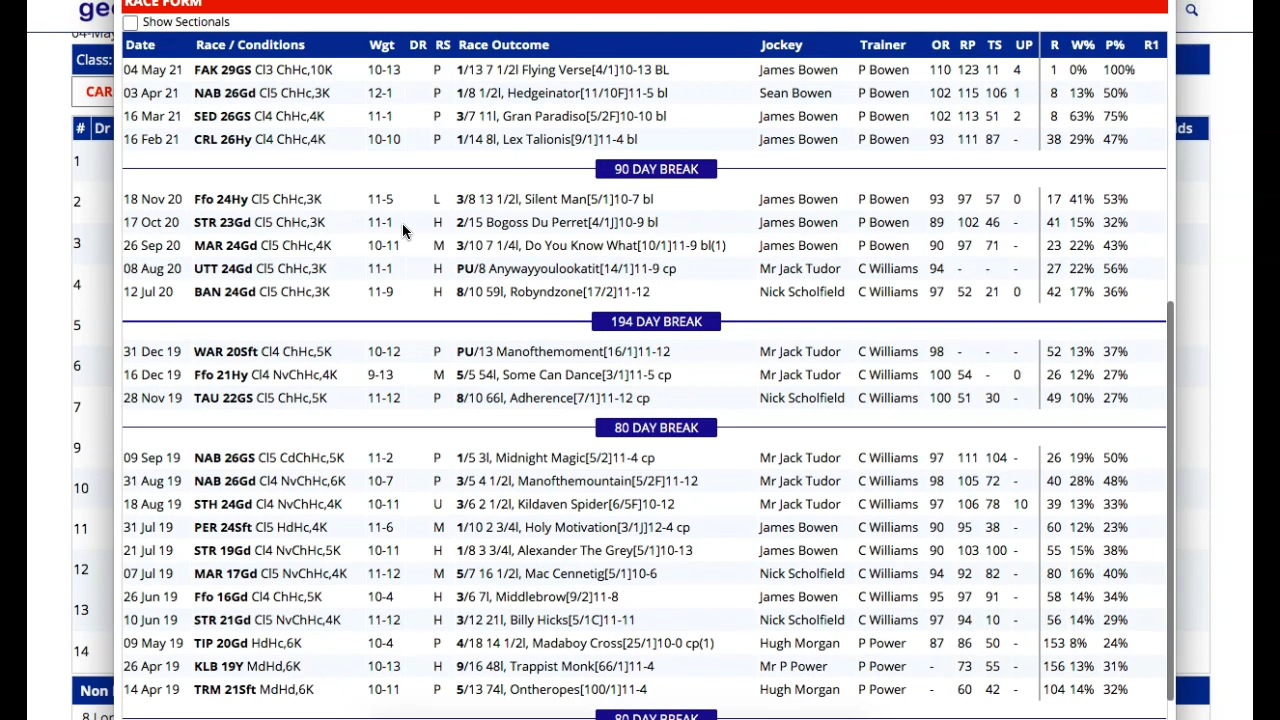 gee
RACE FORM
04-May
Show Sectionals
Class:
Date Race / Conditions Wgt DR RS Race Outcome Jockey Trainer OR RP TS UP R W% P% R1
04 May 21 FAK 29GS Cl3 ChHc,10K 10-13 P 1/13 7 1/2l Flying Verse[4/1]10-13 BL James Bowen P Bowen 110 123 11 4 1 0% 100%
03 Apr 21 NAB 26Gd Cl5 ChHc,3K 12-1 P 1/8 1/2l, Hedgeinator[11/10F]11-5 bl Sean Bowen P Bowen 102 115 106 1 8 13% 50%
CAR
16 Mar 21 SED 26GS Cl4 ChHc,4K 11-1 P 3/7 11l, Gran Paradiso[5/2F]10-10 bl James Bowen P Bowen 102 113 51 2 8 63% 75%
# Dr ds
16 Feb 21 CRL 26Hy Cl4 ChHc,4K 10-10 P 1/14 8l, Lex Talionis[9/1]11-4 bl James Bowen P Bowen 93 111 87 - 38 29% 47%
1
90 DAY BREAK
2
18 Nov 20 Ffo 24Hy Cl5 ChHc,3K 11-5 L 3/8 13 1/2l, Silent Man[5/1]10-7 bl James Bowen P Bowen 93 97 57 0 17 41% 53%
17 Oct 20 STR 23Gd Cl5 ChHc,3K 11-1 H 2/15 Bogoss Du Perret[4/1J]10-9 bl James Bowen P Bowen 89 102 46 - 41 15% 32%
3
26 Sep 20 MAR 24Gd Cl5 ChHc,4K 10-11 M 3/10 7 1/4l, Do You Know What[10/1]11-9 bl(1) James Bowen P Bowen 90 97 71 - 23 22% 43%
08 Aug 20 UTT 24Gd Cl5 ChHc,3K 11-1 H PU/8 Anywayyoulookatit[14/1]11-9 cp Mr Jack Tudor C Williams 94 - - - 27 22% 56%
4
12 Jul 20 BAN 24Gd Cl5 ChHc,3K 11-9 H 8/10 59l, Robyndzone[17/2]11-12 Nick Scholfield C Williams 97 52 21 0 42 17% 36%
5
194 DAY BREAK
31 Dec 19 WAR 20Sft Cl4 ChHc,5K 10-12 P PU/13 Manofthemoment[16/1]11-12 Mr Jack Tudor C Williams 98 - - - 52 13% 37%
6
16 Dec 19 Ffo 21Hy Cl4 NvChHc,4K 9-13 M 5/5 54l, Some Can Dance[3/1]11-5 cp Mr Jack Tudor C Williams 100 54 - 0 26 12% 27%
28 Nov 19 TAU 22GS Cl5 ChHc,5K 11-12 P 8/10 66l, Adherence[7/1]11-12 cp Nick Scholfield C Williams 100 51 30 - 49 10% 27%
7
80 DAY BREAK
9
09 Sep 19 NAB 26GS Cl5 CdChHc,5K 11-2 P 1/5 3l, Midnight Magic[5/2]11-4 cp Mr Jack Tudor C Williams 97 111 104 - 26 19% 50%
31 Aug 19 NAB 26Gd Cl4 NvChHc,6K 10-7 P 3/5 4 1/2l, Manofthemountain[5/2F]11-12 Mr Jack Tudor C Williams 98 105 72 - 40 28% 48%
10
18 Aug 19 STH 24Gd Cl4 NvChHc,4K 10-11 U 3/6 2 1/2l, Kildaven Spider[6/5F]10-12 Mr Jack Tudor C Williams 97 106 78 10 39 13% 33%
11
31 Jul 19 PER 24Sft Cl5 HdHc,4K 11-6 M 1/10 2 3/4l, Holy Motivation[3/1J]12-4 cp James Bowen C Williams 90 95 38 - 60 12% 23%
21 Jul 19 STR 19Gd Cl4 NvChHc,5K 10-11 H 1/8 3 3/4l, Alexander The Grey[5/1]10-13 James Bowen C Williams 90 103 100 - 55 15% 38%
12
07 Jul 19 MAR 17Gd Cl5 NvChHc,4K 11-12 M 5/7 16 1/2l, Mac Cennetig[5/1]10-6 Nick Scholfield C Williams 94 92 82 - 80 16% 40%
26 Jun 19 Ffo 16Gd Cl4 ChHc,5K 10-4 H 3/6 7l, Middlebrow[9/2]11-8 James Bowen C Williams 95 97 91 - 58 14% 34%
13
10 Jun 19 STR 21Gd Cl5 NvChHc,4K 11-12 H 3/12 21l, Billy Hicks[5/1C]11-11 James Bowen C Williams 97 94 10 - 56 14% 29%
09 May 19 TIP 20Gd HdHc,6K 10-4 P 4/18 14 1/2l, Madaboy Cross[25/1]10-0 cp(1) Hugh Morgan P Power 87 86 50 - 153 8% 24%
14
26 Apr 19 KLB 19Y MdHd,6K 10-13 H 9/16 48l, Trappist Monk[66/1]11-4 Mr P Power P Power - 73 55 - 156 13% 31%
14 Apr 19 TRM 21Sft MdHd,6K 10-11 P 5/13 74l, Ontheropes[100/1]11-4 Hugh Morgan P Power - 60 42 - 104 14% 32%
Non
80 DAY BREAK
8 Lor